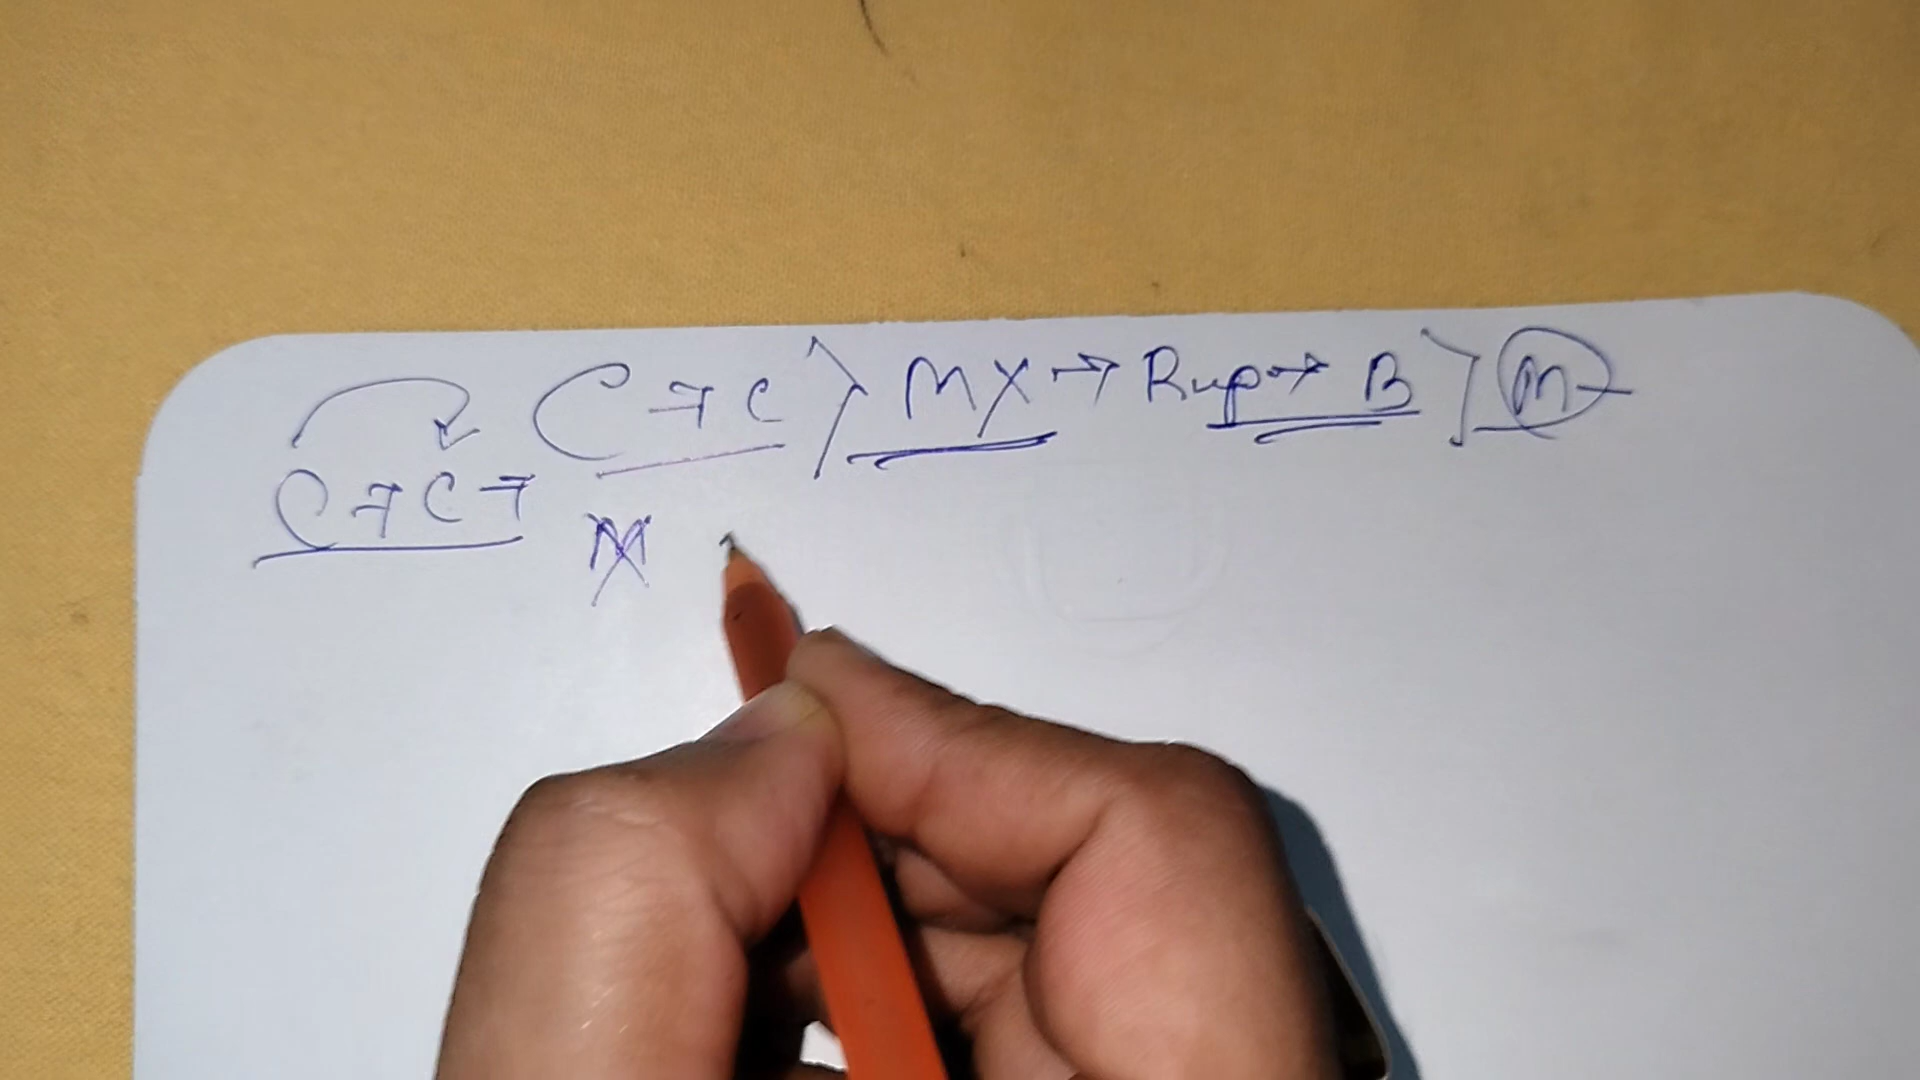 C → C > MX → Rup → B > M
C → C →